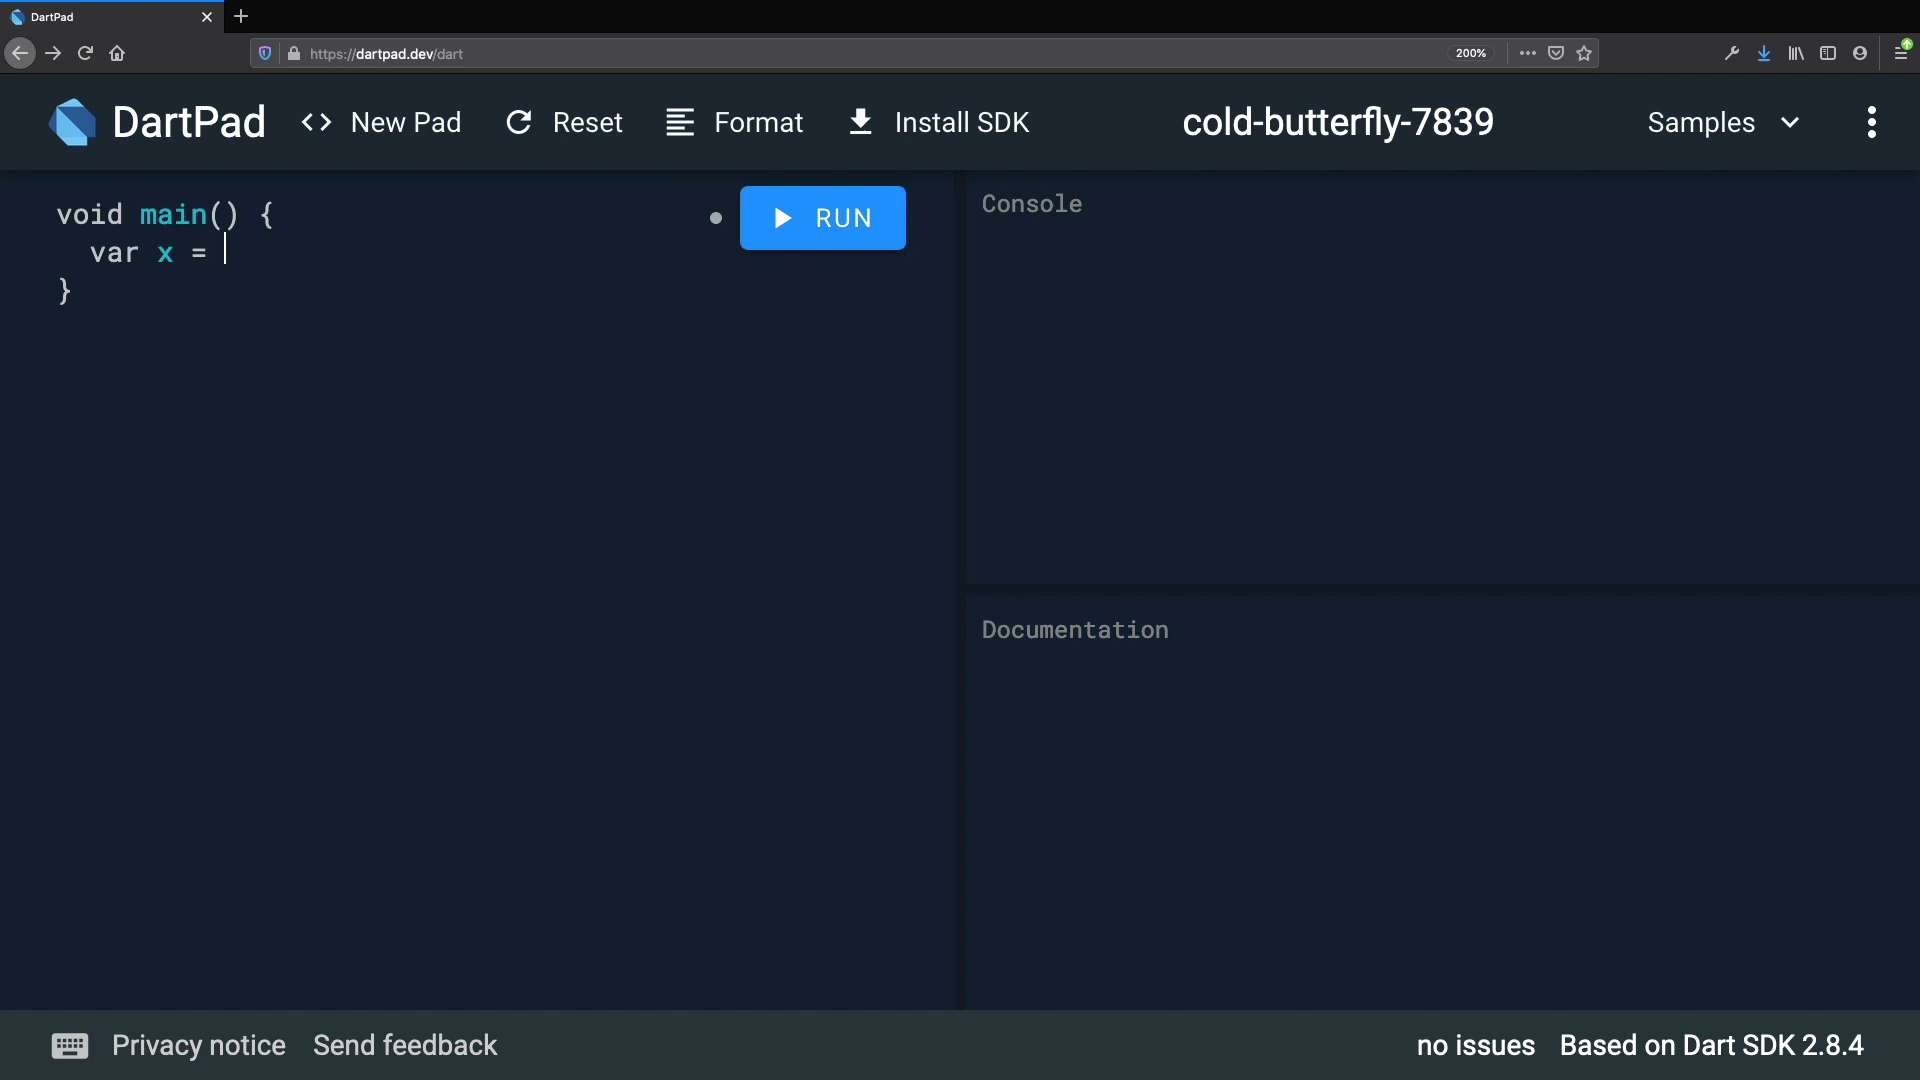 DartPad
https://dartpad.dev/dart
200%
DartPad
New Pad
Reset
Format
Install SDK
cold-butterfly-7839
Samples
void main() {
  var x =
}
RUN
Console
Documentation
Privacy notice
Send feedback
no issues
Based on Dart SDK 2.8.4